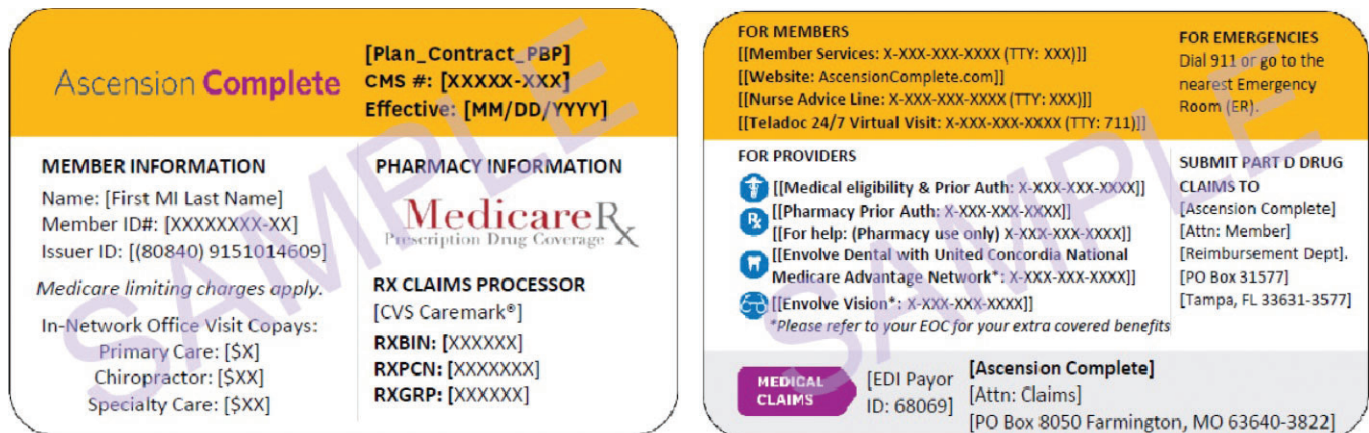 Ascension Complete
[Plan_Contract_PBP]
CMS #: [XXXXX-XXX]
Effective: [MM/DD/YYYY]
MEMBER INFORMATION
Name: [First MI Last Name]
Member ID#: [XXXXXXXX-XX]
Issuer ID: [(80840) 9151014609]
Medicare limiting charges apply.
In-Network Office Visit Copays:
Primary Care: [$X]
Chiropractor: [$XX]
Specialty Care: [$XX]
PHARMACY INFORMATION
MedicareRx
Prescription Drug Coverage
RX CLAIMS PROCESSOR
[CVS Caremark®]
RXBIN: [XXXXXX]
RXPCN: [XXXXXXX]
RXGRP: [XXXXXX]
SAMPLE
FOR MEMBERS
[[Member Services: X-XXX-XXX-XXXX (TTY: XXX)]]
[[Website: AscensionComplete.com]]
[[Nurse Advice Line: X-XXX-XXX-XXXX (TTY: XXX)]]
[[Teladoc 24/7 Virtual Visit: X-XXX-XXX-XXXX (TTY: 711)]]
FOR EMERGENCIES
Dial 911 or go to the
nearest Emergency
Room (ER).
FOR PROVIDERS
[[Medical eligibility & Prior Auth: X-XXX-XXX-XXXX]]
Rx
[[Pharmacy Prior Auth: X-XXX-XXX-XXXX]]
[[For help: (Pharmacy use only) X-XXX-XXX-XXXX]]
[[Envolve Dental with United Concordia National
Medicare Advantage Network*: X-XXX-XXX-XXXX]]
[[Envolve Vision*: X-XXX-XXX-XXXX]]
*Please refer to your EOC for your extra covered benefits
SUBMIT PART D DRUG
CLAIMS TO
[Ascension Complete]
[Attn: Member]
[Reimbursement Dept].
[PO Box 31577]
[Tampa, FL 33631-3577]
MEDICAL
CLAIMS
[EDI Payor
ID: 68069]
[Ascension Complete]
[Attn: Claims]
[PO Box 8050 Farmington, MO 63640-3822]
SAMPLE